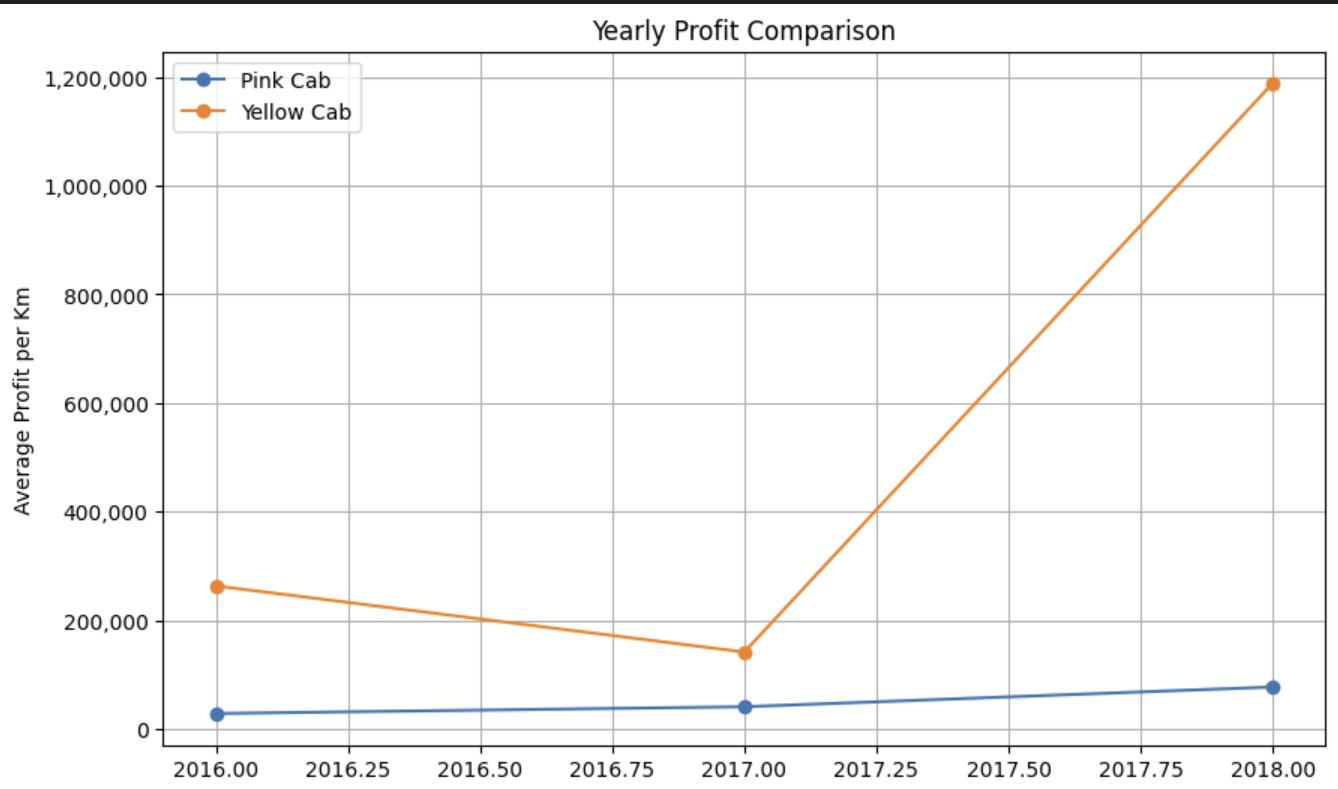 Yearly Profit Comparison
Pink Cab
Yellow Cab
Average Profit per Km
1,200,000
1,000,000
800,000
600,000
400,000
200,000
0
2016.00 2016.25 2016.50 2016.75 2017.00 2017.25 2017.50 2017.75 2018.00